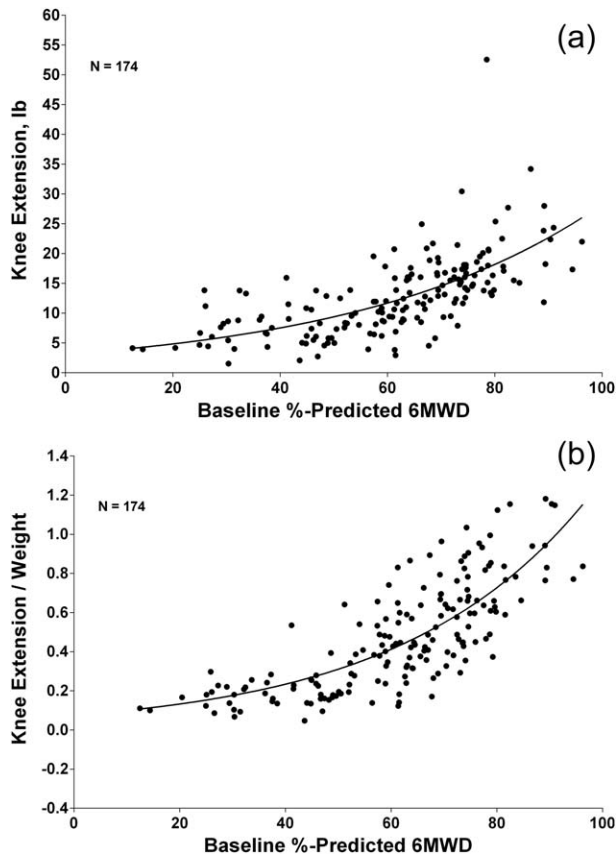 (a)
N = 174
Knee Extension, lb
60
55
50
45
40
35
30
25
20
15
10
5
0
0 20 40 60 80 100
Baseline %-Predicted 6MWD
(b)
N = 174
Knee Extension / Weight
1.4
1.2
1.0
0.8
0.6
0.4
0.2
0.0
-0.2
-0.4
0 20 40 60 80 100
Baseline %-Predicted 6MWD